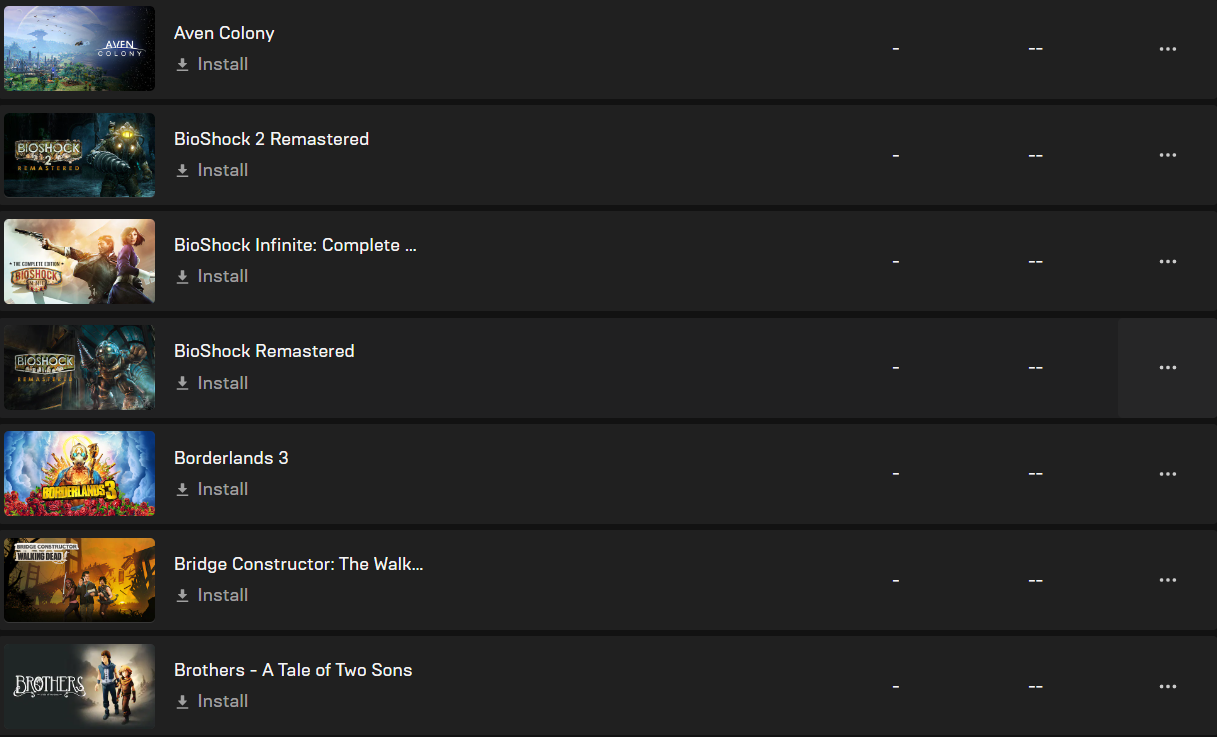 AVEN
COLONY
Aven Colony
Install
-
--
BIOSHOCK
2
REMASTERED
BioShock 2 Remastered
Install
-
--
THE COMPLETE EDITION
BIOSHOCK
BioShock Infinite: Complete ...
Install
-
--
BIOSHOCK
REMASTERED
BioShock Remastered
Install
-
--
BORDERLANDS 3
Borderlands 3
Install
-
--
BRIDGE CONSTRUCTOR
WALKING DEAD
Bridge Constructor: The Walk...
Install
-
--
BROTHERS
Brothers - A Tale of Two Sons
Install
-
--